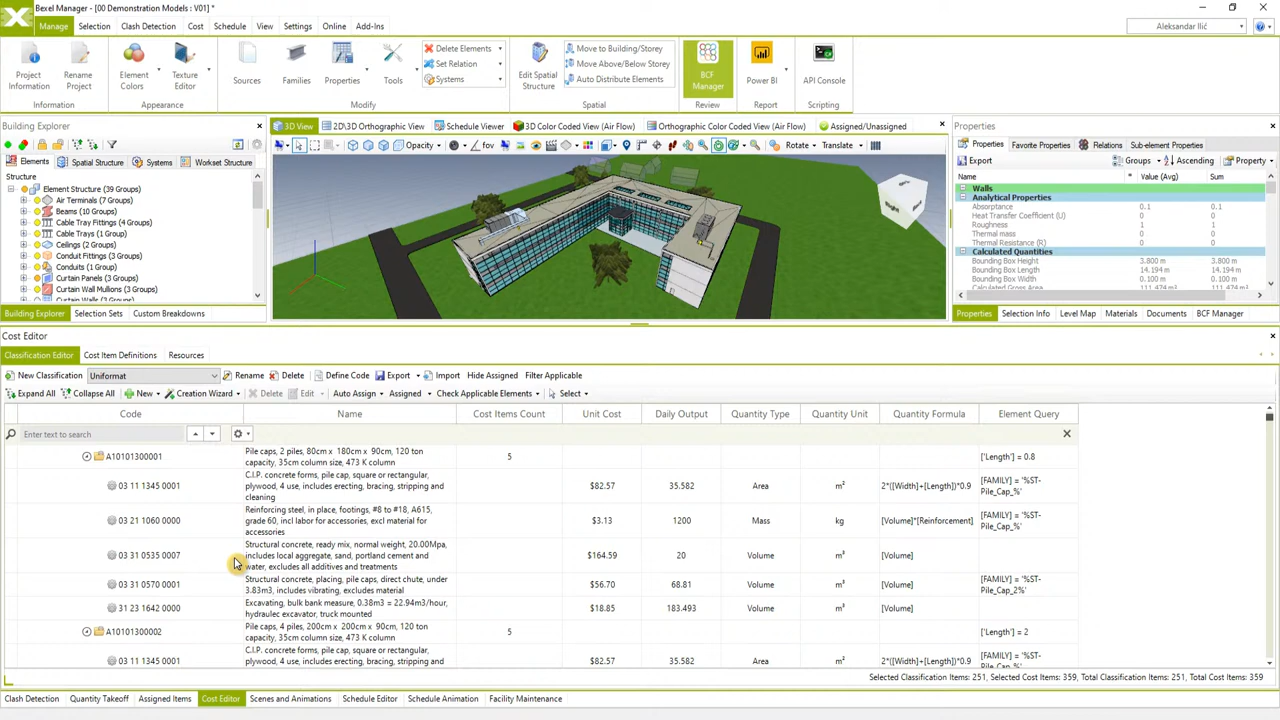 Bexel Manager - [00 Demonstration Models : V01] *
Manage Selection Clash Detection Cost Schedule View Settings Online Add-Ins
Aleksandar Ilić
Project Information
Rename Project
Element Colors
Texture Editor
Sources
Families
Properties
Tools
Delete Elements
Set Relation
Systems
Edit Spatial Structure
Move to Building/Storey
Move Above/Below Storey
Auto Distribute Elements
BCF Manager
Power BI
API Console
Information Appearance Modify Spatial Review Report Scripting
Building Explorer
Elements Spatial Structure Systems Workset Structure
Structure
Element Structure (39 Groups)
Air Terminals (7 Groups)
Beams (10 Groups)
Cable Tray Fittings (4 Groups)
Cable Trays (1 Group)
Ceilings (2 Groups)
Conduit Fittings (3 Groups)
Conduits (1 Group)
Curtain Panels (3 Groups)
Curtain Wall Mullions (3 Groups)
Curtain Walls (1 Group)
Building Explorer Selection Sets Custom Breakdowns
3D View 2D\3D Orthographic View Schedule Viewer 3D Color Coded View (Air Flow) Orthographic Color Coded View (Air Flow) Assigned/Unassigned
Opacity fov Rotate Translate
Properties
Properties Favorite Properties Relations Sub-element Properties
Export Groups Ascending Property
Name * Value (Avg) Sum
Walls
Analytical Properties
Absorptance 0.1 0.1
Heat Transfer Coefficient (U) 0 0
Roughness 1 1
Thermal mass 0 0
Thermal Resistance (R) 0 0
Calculated Quantities
Bounding Box Height 3.800 m 3.800 m
Bounding Box Length 14.194 m 14.194 m
Bounding Box Width 0.100 m 0.100 m
Properties Selection Info Level Map Materials Documents BCF Manager
Cost Editor
Classification Editor Cost Item Definitions Resources
New Classification Uniformat Rename Delete Define Code Export Import Hide Assigned Filter Applicable
Expand All Collapse All New Creation Wizard Delete Edit Auto Assign Assigned Check Applicable Elements Select
Code Name Cost Items Count Unit Cost Daily Output Quantity Type Quantity Unit Quantity Formula Element Query
Enter text to search
A10101300001 Pile caps, 2 piles, 80cm x 180cm x 90cm, 120 ton capacity, 35cm column size, 473 K column 5 ['Length'] = 0.8
03 11 1345 0001 C.I.P. concrete forms, pile cap, square or rectangular, plywood, 4 use, includes erecting, bracing, stripping and cleaning $82.57 35.582 Area m² 2*([Width]+[Length])*0.9 [FAMILY] = '%ST-Pile_Cap_%'
03 21 1060 0000 Reinforcing steel, in place, footings, #8 to #18, A615, grade 60, incl labor for accessories, excl material for accessories $3.13 1200 Mass kg [Volume]*[Reinforcement] [FAMILY] = '%ST-Pile_Cap_%'
03 31 0535 0007 Structural concrete, ready mix, normal weight, 20.00Mpa, includes local aggregate, sand, portland cement and water, excludes all additives and treatments $164.59 20 Volume m³ [Volume]
03 31 0570 0001 Structural concrete, placing, pile caps, direct chute, under 3.83m3, includes vibrating, excludes material $56.70 68.81 Volume m³ [Volume] [FAMILY] = '%ST-Pile_Cap_2%'
31 23 1642 0000 Excavating, bulk bank measure, 0.38m3 = 22.94m3/hour, hydraulec excavator, truck mounted $18.85 183.493 Volume m³ [Volume]
A10101300002 Pile caps, 4 piles, 200cm x 200cm x 90cm, 120 ton capacity, 35cm column size, 473 K column 5 ['Length'] = 2
03 11 1345 0001 C.I.P. concrete forms, pile cap, square or rectangular, plywood, 4 use, includes erecting, bracing, stripping and $82.57 35.582 Area m² 2*([Width]+[Length])*0.9 [FAMILY] = '%ST-Pile_Cap_%'
Selected Classification Items: 251, Selected Cost Items: 359, Total Classification Items: 251, Total Cost Items: 359
Clash Detection Quantity Takeoff Assigned Items Cost Editor Scenes and Animations Schedule Editor Schedule Animation Facility Maintenance